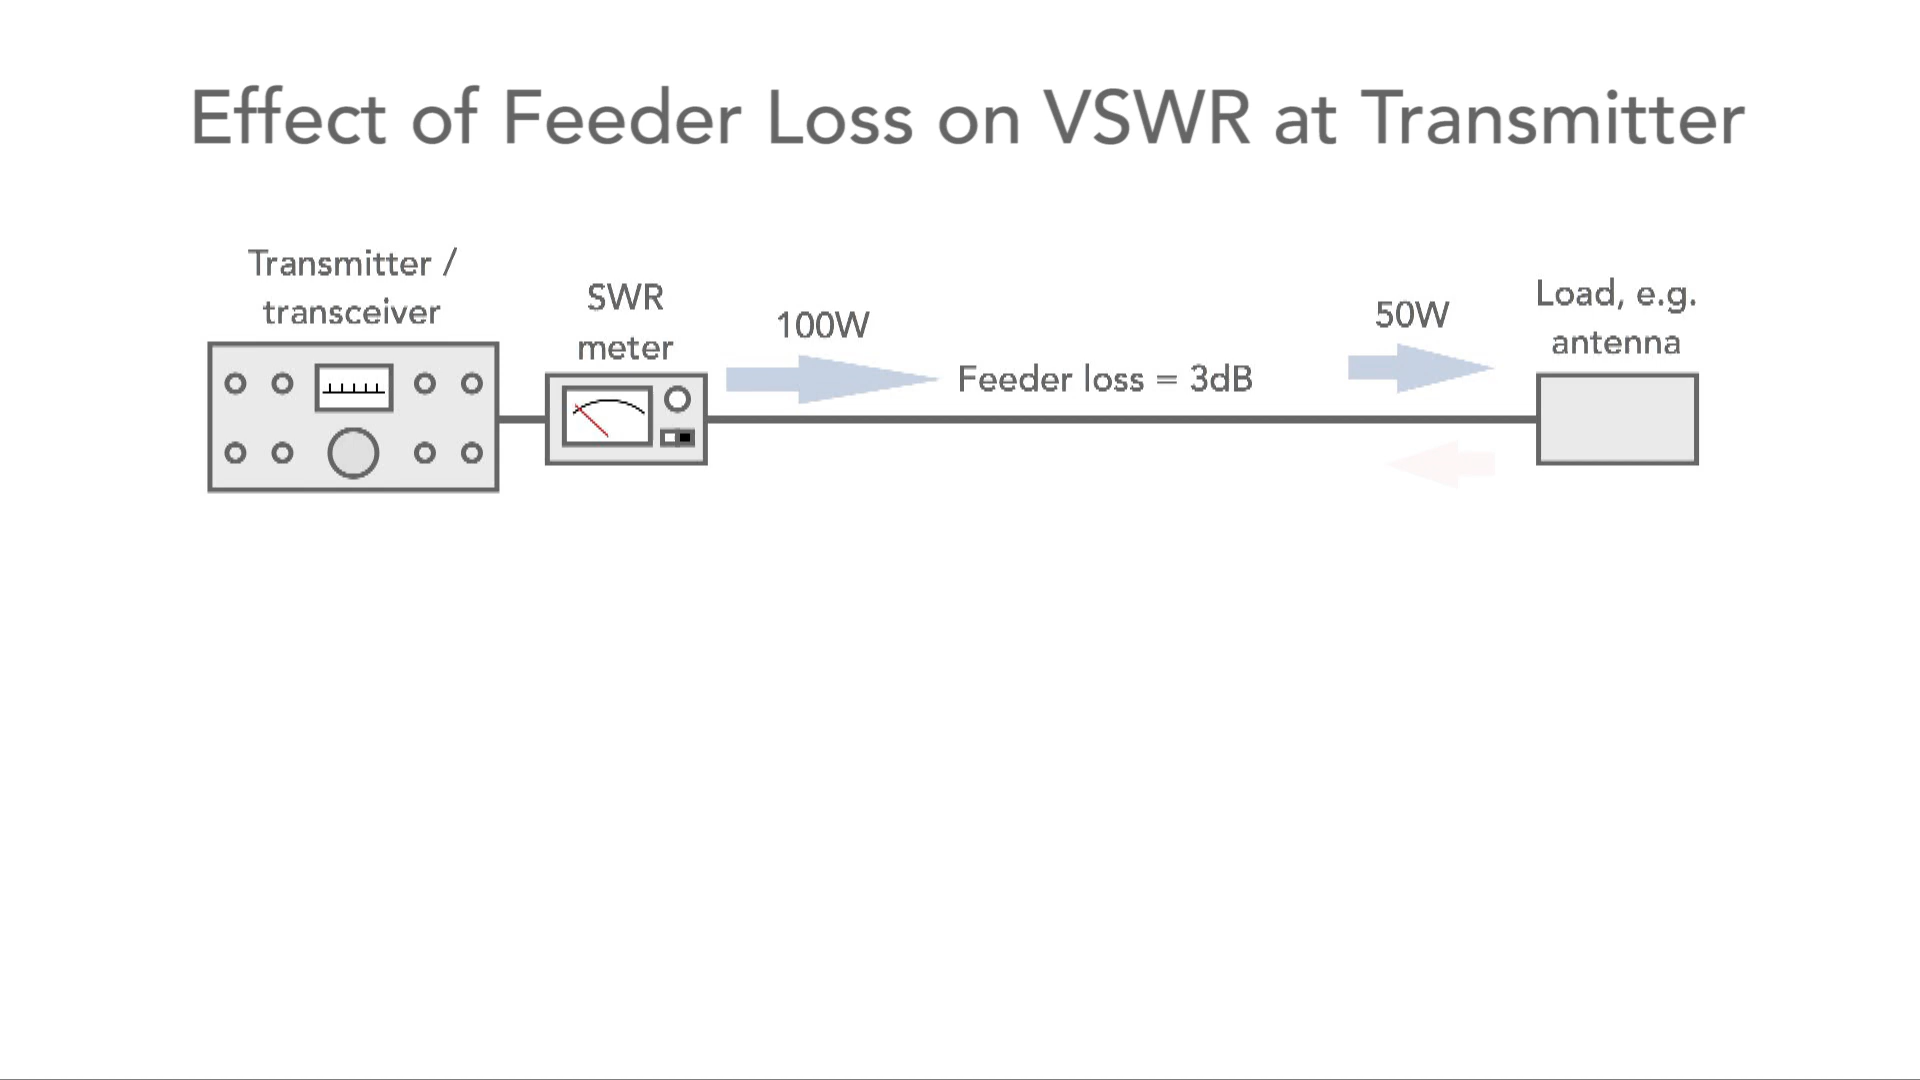 Effect of Feeder Loss on VSWR at Transmitter
Transmitter /
transceiver
SWR
meter
100W
Feeder loss = 3dB
50W
Load, e.g.
antenna